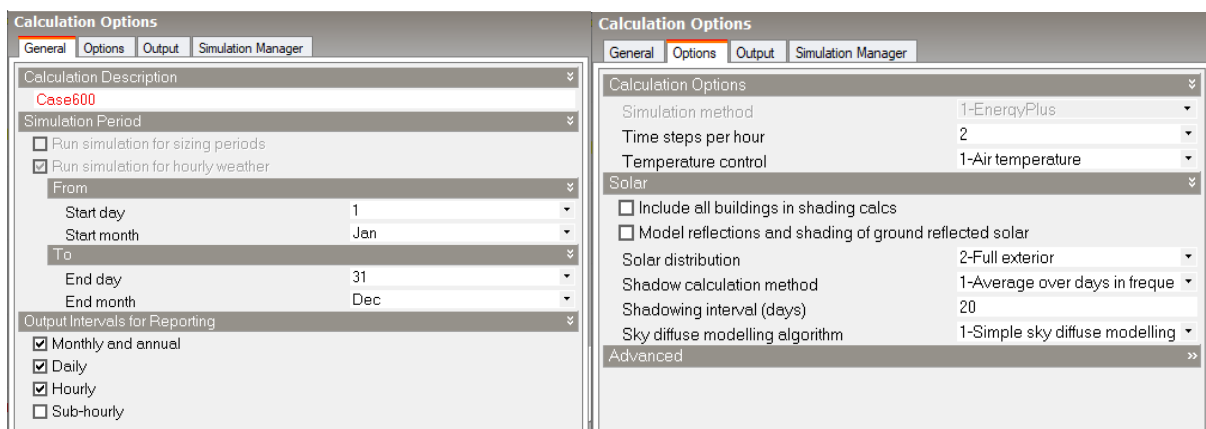 Calculation Options
General Options Output Simulation Manager
Calculation Description
Case600
Simulation Period
Run simulation for sizing periods
Run simulation for hourly weather
From
Start day 1
Start month Jan
To
End day 31
End month Dec
Output Intervals for Reporting
Monthly and annual
Daily
Hourly
Sub-hourly
Calculation Options
General Options Output Simulation Manager
Calculation Options
Simulation method 1-EnergyPlus
Time steps per hour 2
Temperature control 1-Air temperature
Solar
Include all buildings in shading calcs
Model reflections and shading of ground reflected solar
Solar distribution 2-Full exterior
Shadow calculation method 1-Average over days in freque
Shadowing interval (days) 20
Sky diffuse modelling algorithm 1-Simple sky diffuse modelling
Advanced